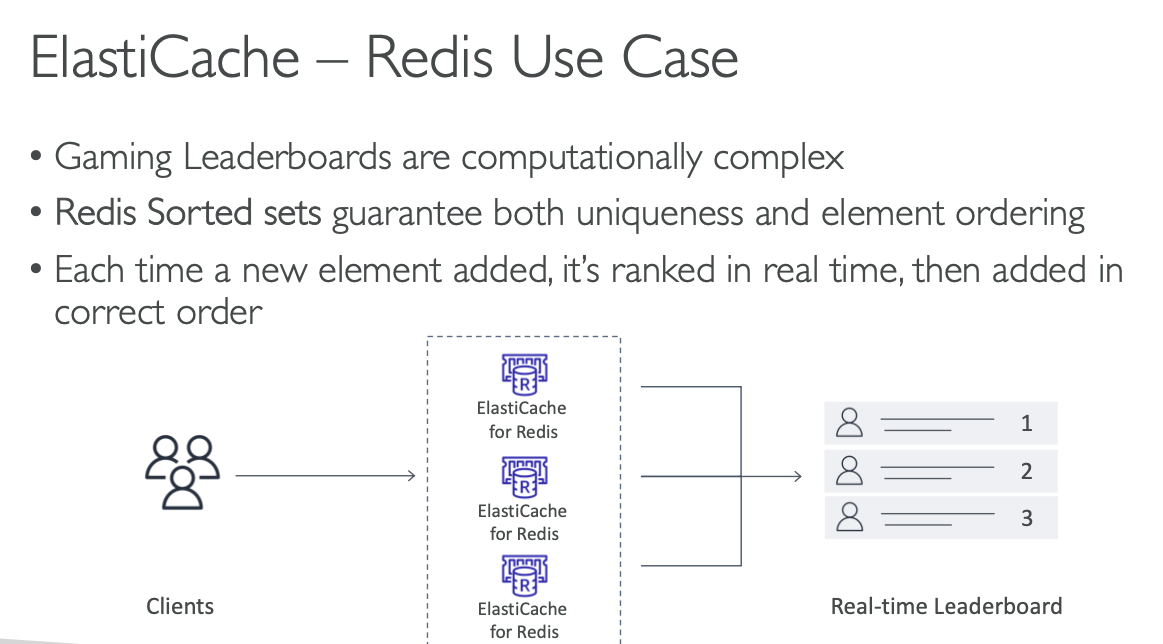 ElastiCache – Redis Use Case
• Gaming Leaderboards are computationally complex
• Redis Sorted sets guarantee both uniqueness and element ordering
• Each time a new element added, it's ranked in real time, then added in
correct order
R
ElastiCache
for Redis
R
ElastiCache
for Redis
R
ElastiCache
for Redis
Clients
1
2
3
Real-time Leaderboard